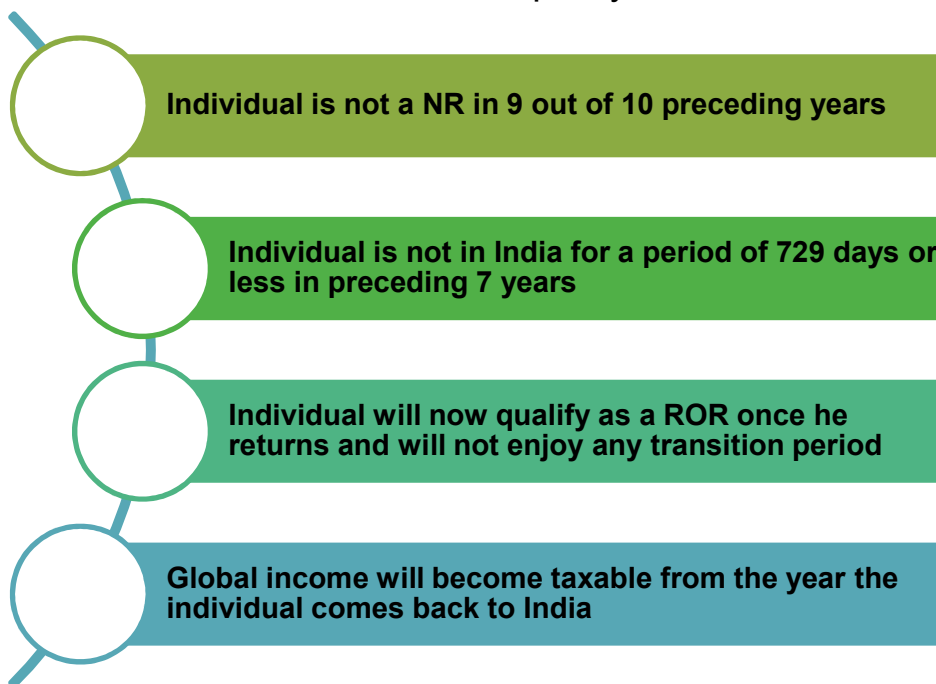 Individual is not a NR in 9 out of 10 preceding years
Individual is not in India for a period of 729 days or
less in preceding 7 years
Individual will now qualify as a ROR once he
returns and will not enjoy any transition period
Global income will become taxable from the year the
individual comes back to India